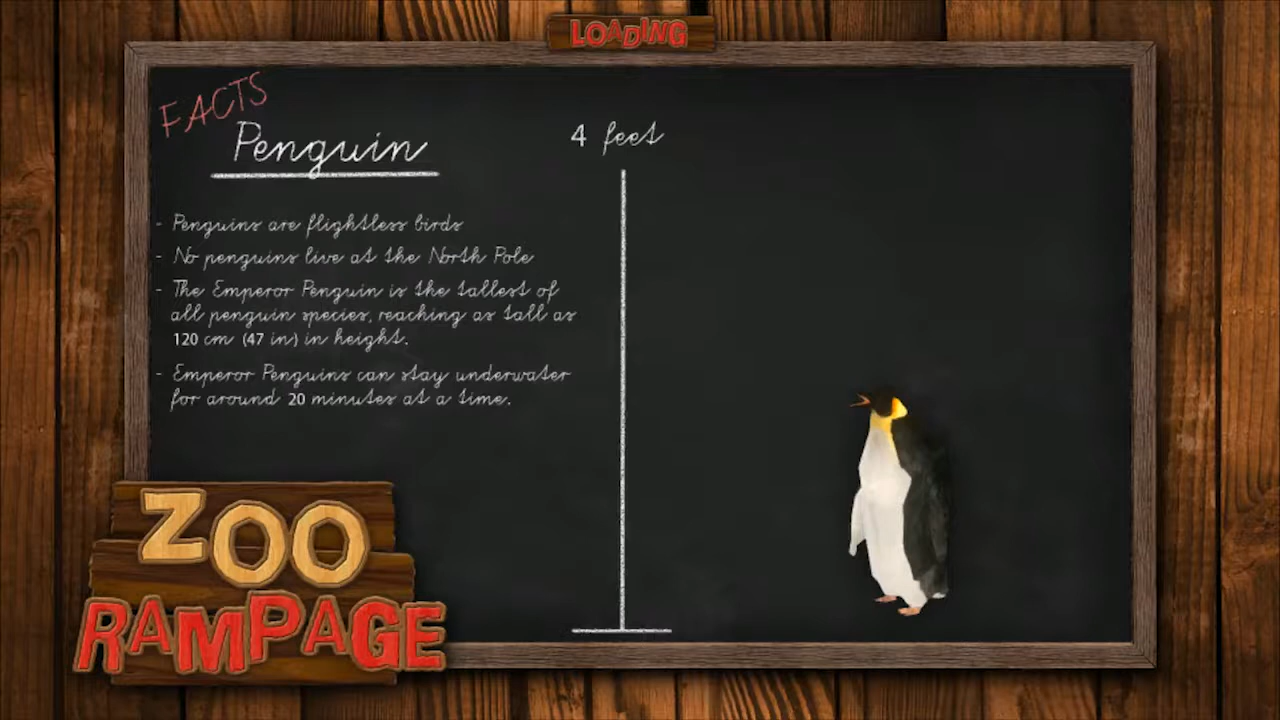 LOADING
FACTS
Penguin
4 feet
- Penguins are flightless birds
- No penguins live at the North Pole
- The Emperor Penguin is the tallest of
all penguin species, reaching as tall as
120 cm (47 in) in height.
- Emperor Penguins can stay underwater
for around 20 minutes at a time.
ZOO
RAMPAGE